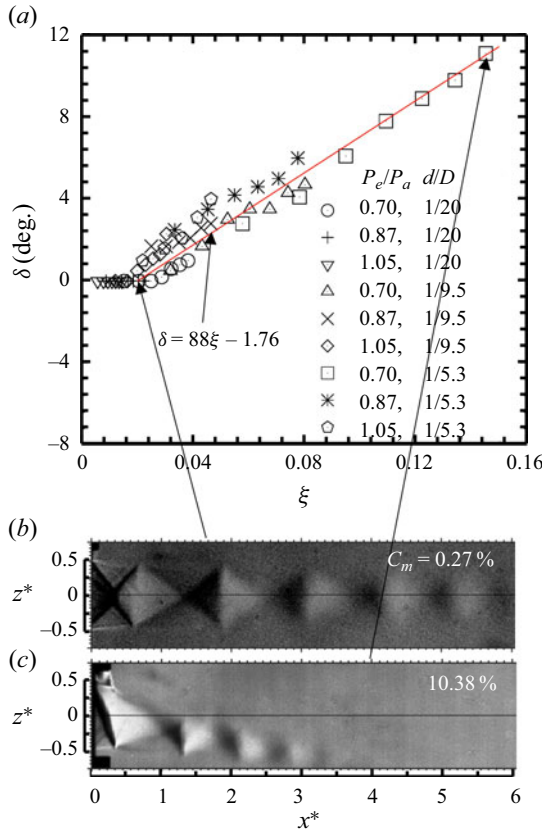 (a)
12
8
4
0
−4
−8
δ (deg.)
P_e/P_a d/D
0.70, 1/20
0.87, 1/20
1.05, 1/20
0.70, 1/9.5
0.87, 1/9.5
1.05, 1/9.5
0.70, 1/5.3
0.87, 1/5.3
1.05, 1/5.3
δ = 88ξ − 1.76
0 0.04 0.08 0.12 0.16
ξ
(b)
C_m = 0.27 %
0.5
z* 0
−0.5
(c)
10.38 %
0.5
z* 0
−0.5
0 1 2 3 4 5 6
x*